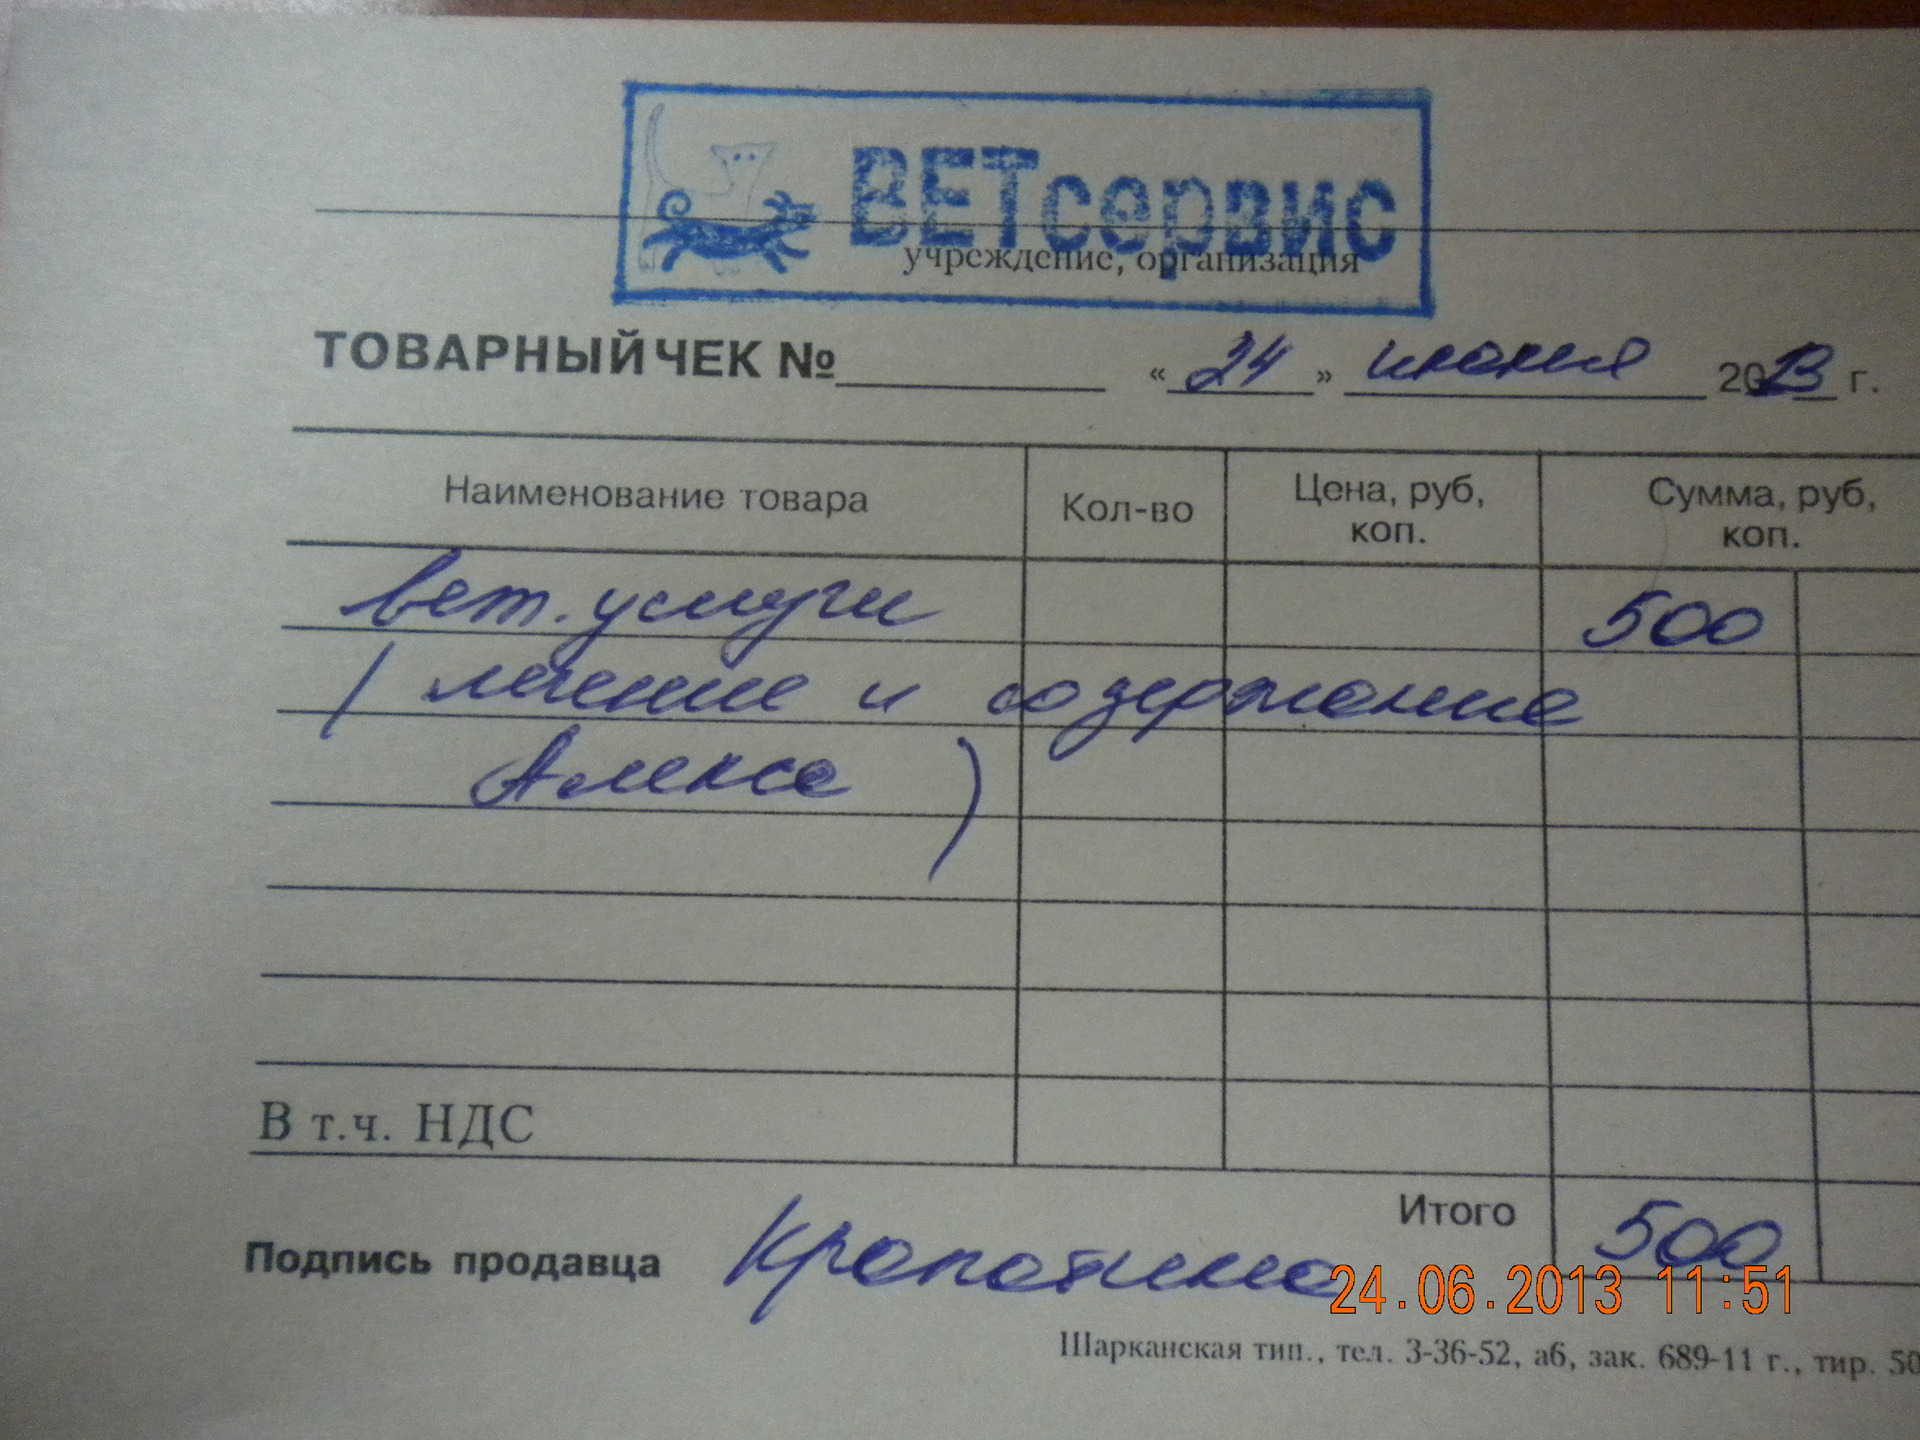 ВЕТсервис
учреждение, организация
ТОВАРНЫЙ ЧЕК № «24» июня 2013 г.
Наименование товара Кол-во Цена, руб, коп. Сумма, руб, коп.
вет. услуги 500
(лечение и содержание
Алекса)
В т.ч. НДС
Итого 500
Подпись продавца
24.06.2013 11:51
Шарканская тип., тел. 3-36-52, а6, зак. 689-11 г., тир. 50